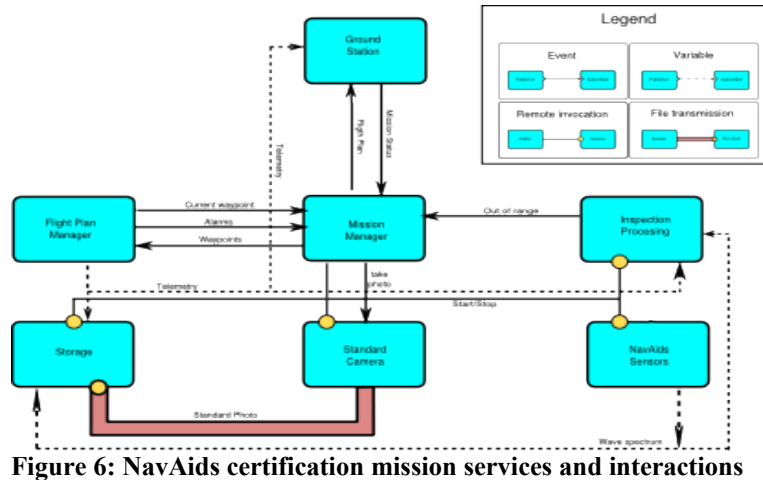 Legend
Event
Variable
Remote invocation
File transmission
Ground
Station
Fligth Plan
Mission Status
Telemetry
Flight Plan
Manager
Current waypoint
Alarms
Waypoints
Mission
Manager
Out of range
Inspection
Procesing
Telemetry
take
photo
Start/Stop
Storage
Standard
Camera
NavAids
Sensors
Standard Photo
Wave spectrum
Figure 6: NavAids certification mission services and interactions